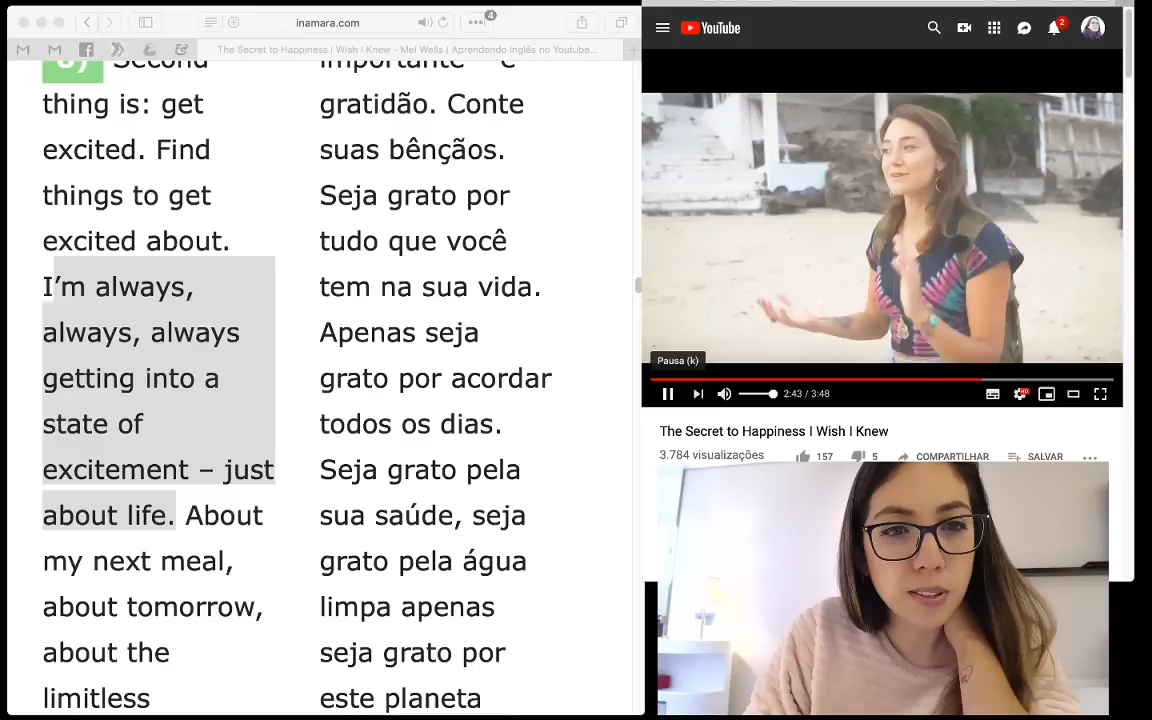 inamara.com
4
The Secret to Happiness I Wish I Knew - Mel Wells | Aprendendo Inglês no Youtube...
Second
thing is: get
excited. Find
things to get
excited about.
I'm always,
always, always
getting into a
state of
excitement – just
about life. About
my next meal,
about tomorrow,
about the
limitless
importante – e
gratidão. Conte
suas bênçãos.
Seja grato por
tudo que você
tem na sua vida.
Apenas seja
grato por acordar
todos os dias.
Seja grato pela
sua saúde, seja
grato pela água
limpa apenas
seja grato por
este planeta
YouTube
2
Pausa (k)
2:43 / 3:48
HD
The Secret to Happiness I Wish I Knew
3.784 visualizações
157
5
COMPARTILHAR
SALVAR